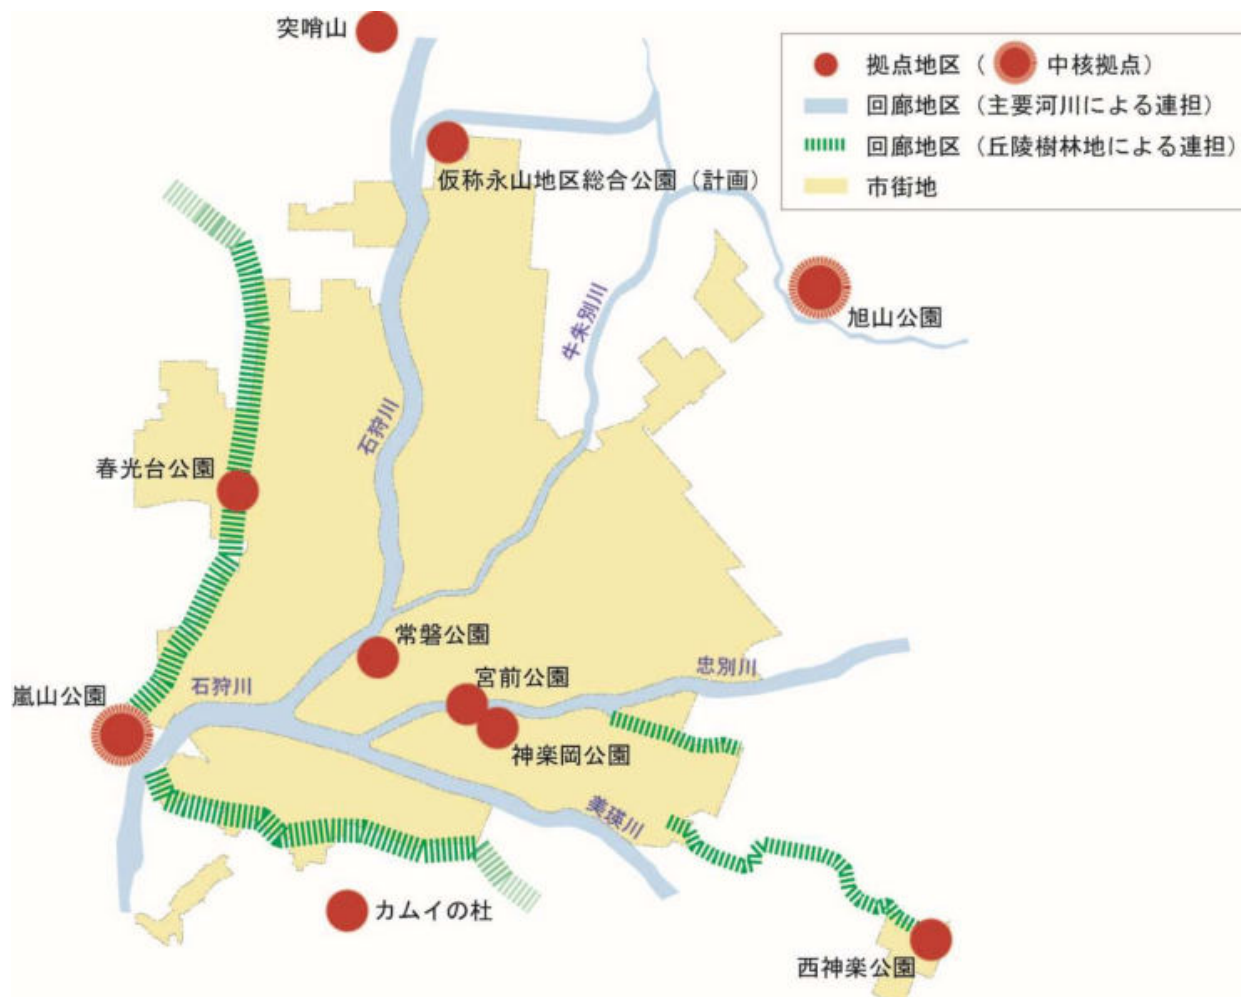 突哨山
拠点地区（ 中核拠点）
回廊地区（主要河川による連担）
回廊地区（丘陵樹林地による連担）
市街地
仮称永山地区総合公園（計画）
旭山公園
牛朱別川
石狩川
春光台公園
常磐公園
宮前公園
忠別川
石狩川
嵐山公園
神楽岡公園
美瑛川
カムイの杜
西神楽公園